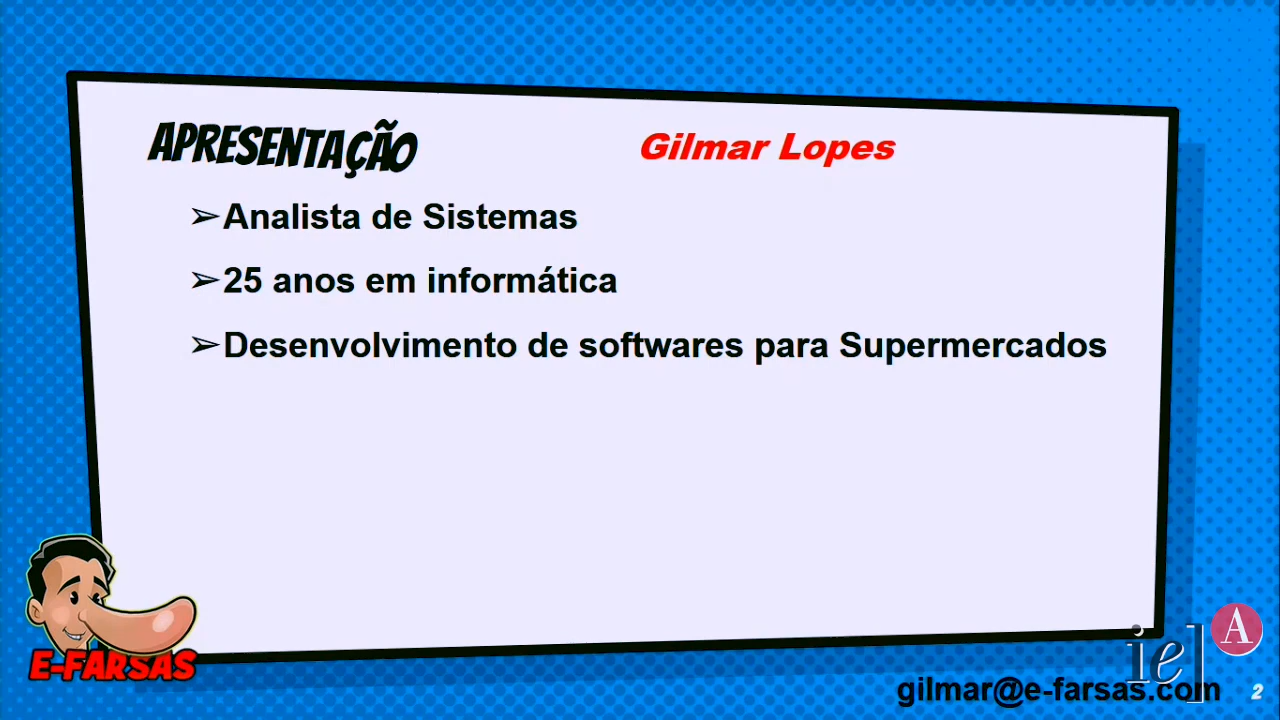 APRESENTAÇÃO
Gilmar Lopes
➢Analista de Sistemas
➢25 anos em informática
➢Desenvolvimento de softwares para Supermercados
E-FARSAS
ie]
A
gilmar@e-farsas.com
2